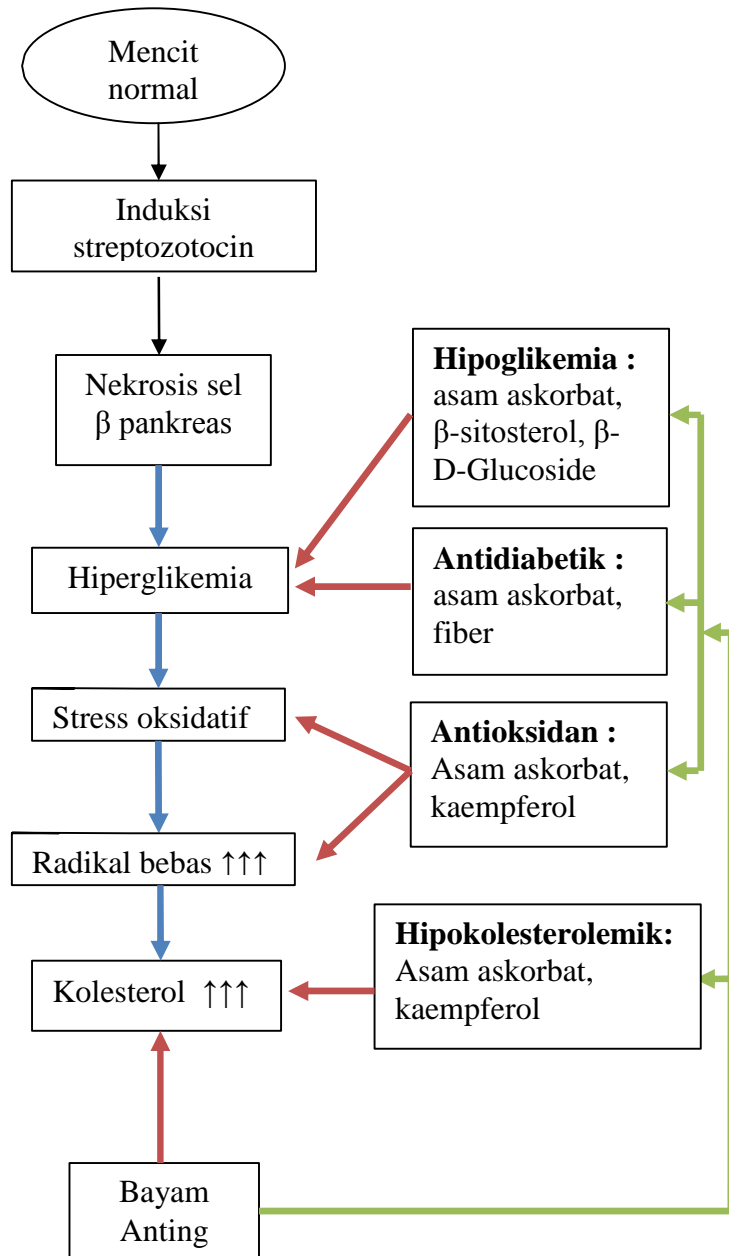 Mencit
normal
Induksi
streptozotocin
Nekrosis sel
β pankreas
Hipoglikemia :
asam askorbat,
β-sitosterol, β-
D-Glucoside
Hiperglikemia
Antidiabetik :
asam askorbat,
fiber
Stress oksidatif
Antioksidan :
Asam askorbat,
kaempferol
Radikal bebas ↑↑↑
Hipokolesterolemik:
Asam askorbat,
kaempferol
Kolesterol ↑↑↑
Bayam
Anting